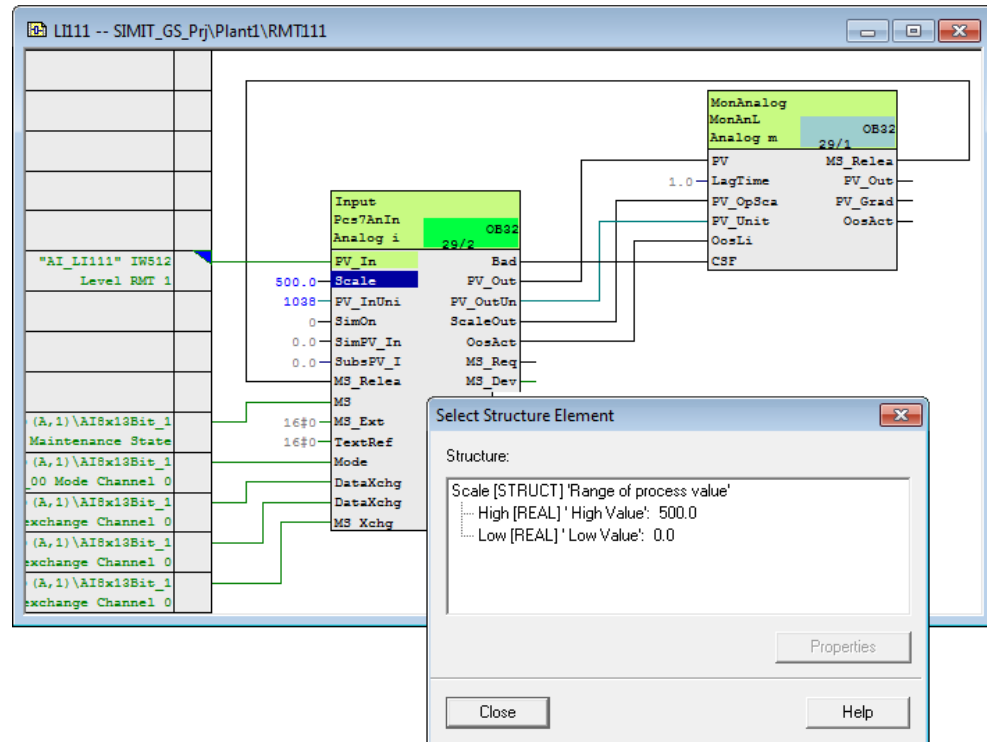 LI111 -- SIMIT_GS_Prj\Plant1\RMT111
MonAnalog
MonAnL
Analog m
OB32
29/1
PV
MS_Relea
1.0
LagTime
PV_Out
PV_OpSca
PV_Grad
PV_Unit
OosAct
OosLi
CSF
Input
Pcs7AnIn
Analog i
OB32
29/2
"AI_LI111" IW512
Level RMT 1
PV_In
Bad
500.0
Scale
PV_Out
1038
PV_InUni
PV_OutUn
0
SimOn
ScaleOut
0.0
SimPV_In
OosAct
0.0
SubsPV_I
MS_Req
MS_Relea
MS_Dev
MS
16#0
MS_Ext
16#0
TextRef
Mode
DataXchg
DataXchg
MS Xchg
(A,1)\AI8x13Bit_1
Maintenance State
(A,1)\AI8x13Bit_1
_00 Mode Channel 0
(A,1)\AI8x13Bit_1
exchange Channel 0
(A,1)\AI8x13Bit_1
exchange Channel 0
(A,1)\AI8x13Bit_1
exchange Channel 0
Select Structure Element
Structure:
Scale [STRUCT] 'Range of process value'
High [REAL] ' High Value': 500.0
Low [REAL] ' Low Value': 0.0
Properties
Close
Help